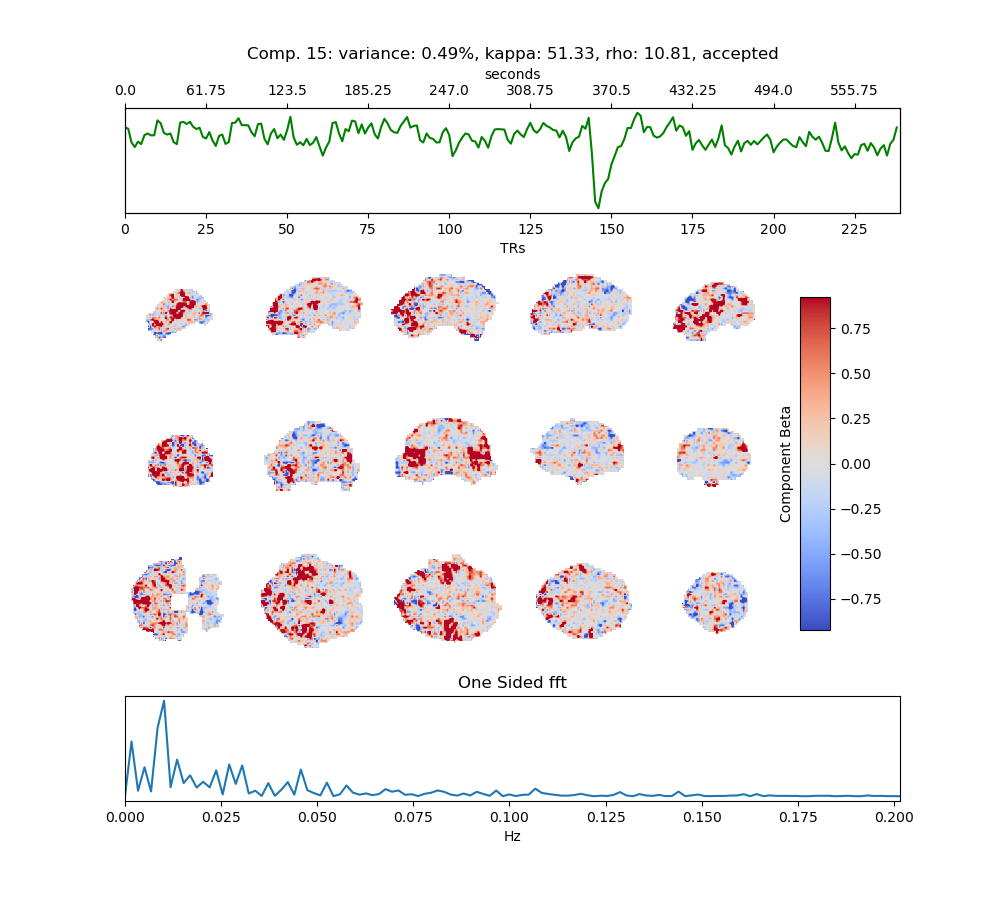 Comp. 15: variance: 0.49%, kappa: 51.33, rho: 10.81, accepted
seconds
0.0 61.75 123.5 185.25 247.0 308.75 370.5 432.25 494.0 555.75
0 25 50 75 100 125 150 175 200 225
TRs
0.75
0.50
0.25
0.00
−0.25
−0.50
−0.75
Component Beta
One Sided fft
0.000 0.025 0.050 0.075 0.100 0.125 0.150 0.175 0.200
Hz